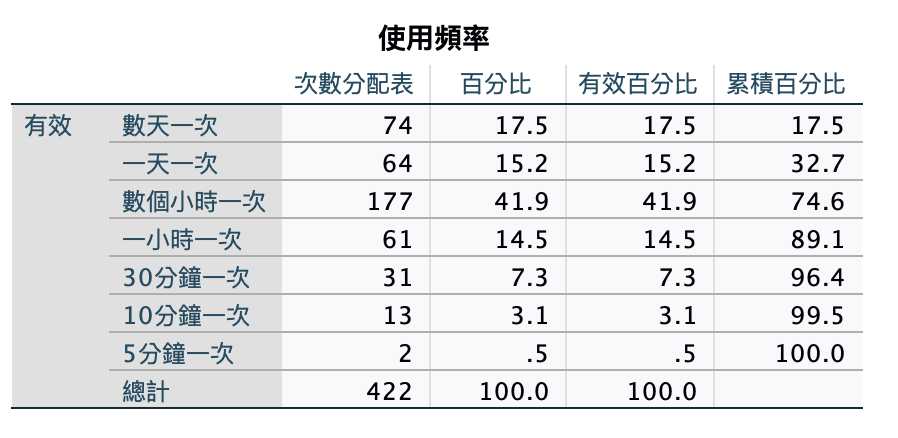 使用頻率
次數分配表 百分比 有效百分比 累積百分比
有效 數天一次 74 17.5 17.5 17.5
一天一次 64 15.2 15.2 32.7
數個小時一次 177 41.9 41.9 74.6
一小時一次 61 14.5 14.5 89.1
30分鐘一次 31 7.3 7.3 96.4
10分鐘一次 13 3.1 3.1 99.5
5分鐘一次 2 .5 .5 100.0
總計 422 100.0 100.0